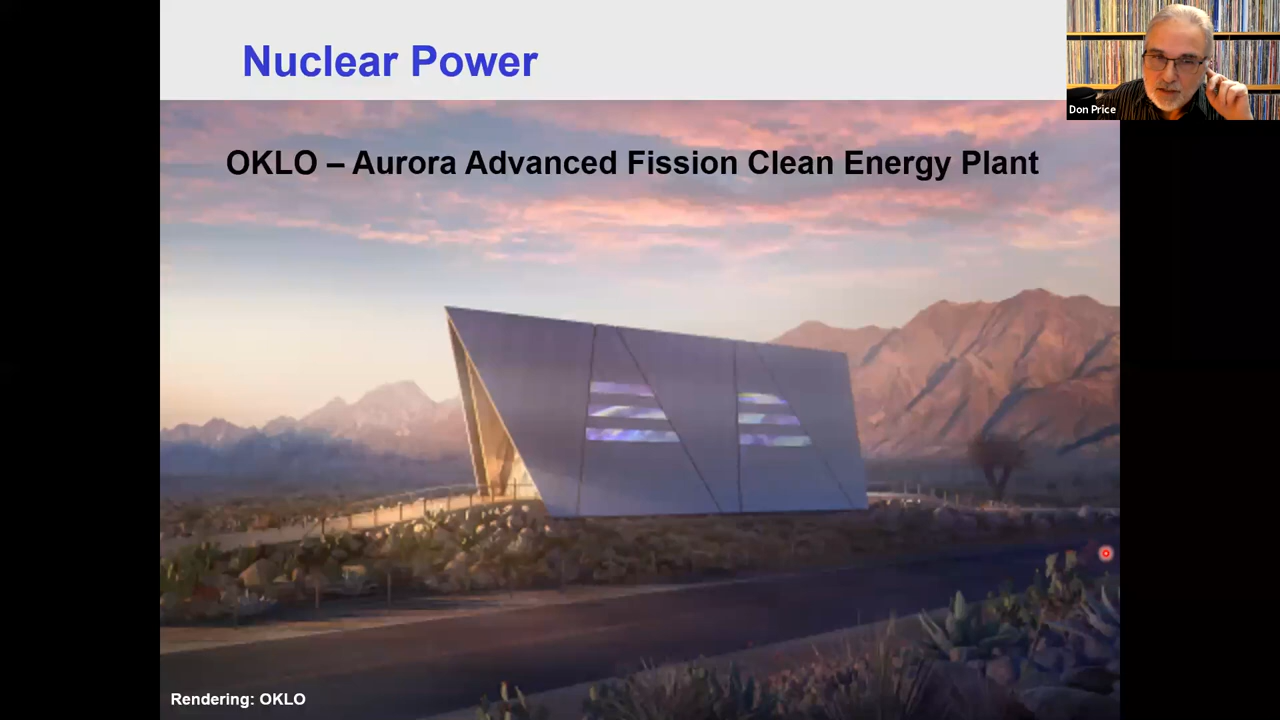 Nuclear Power
Don Price
OKLO – Aurora Advanced Fission Clean Energy Plant
Rendering: OKLO